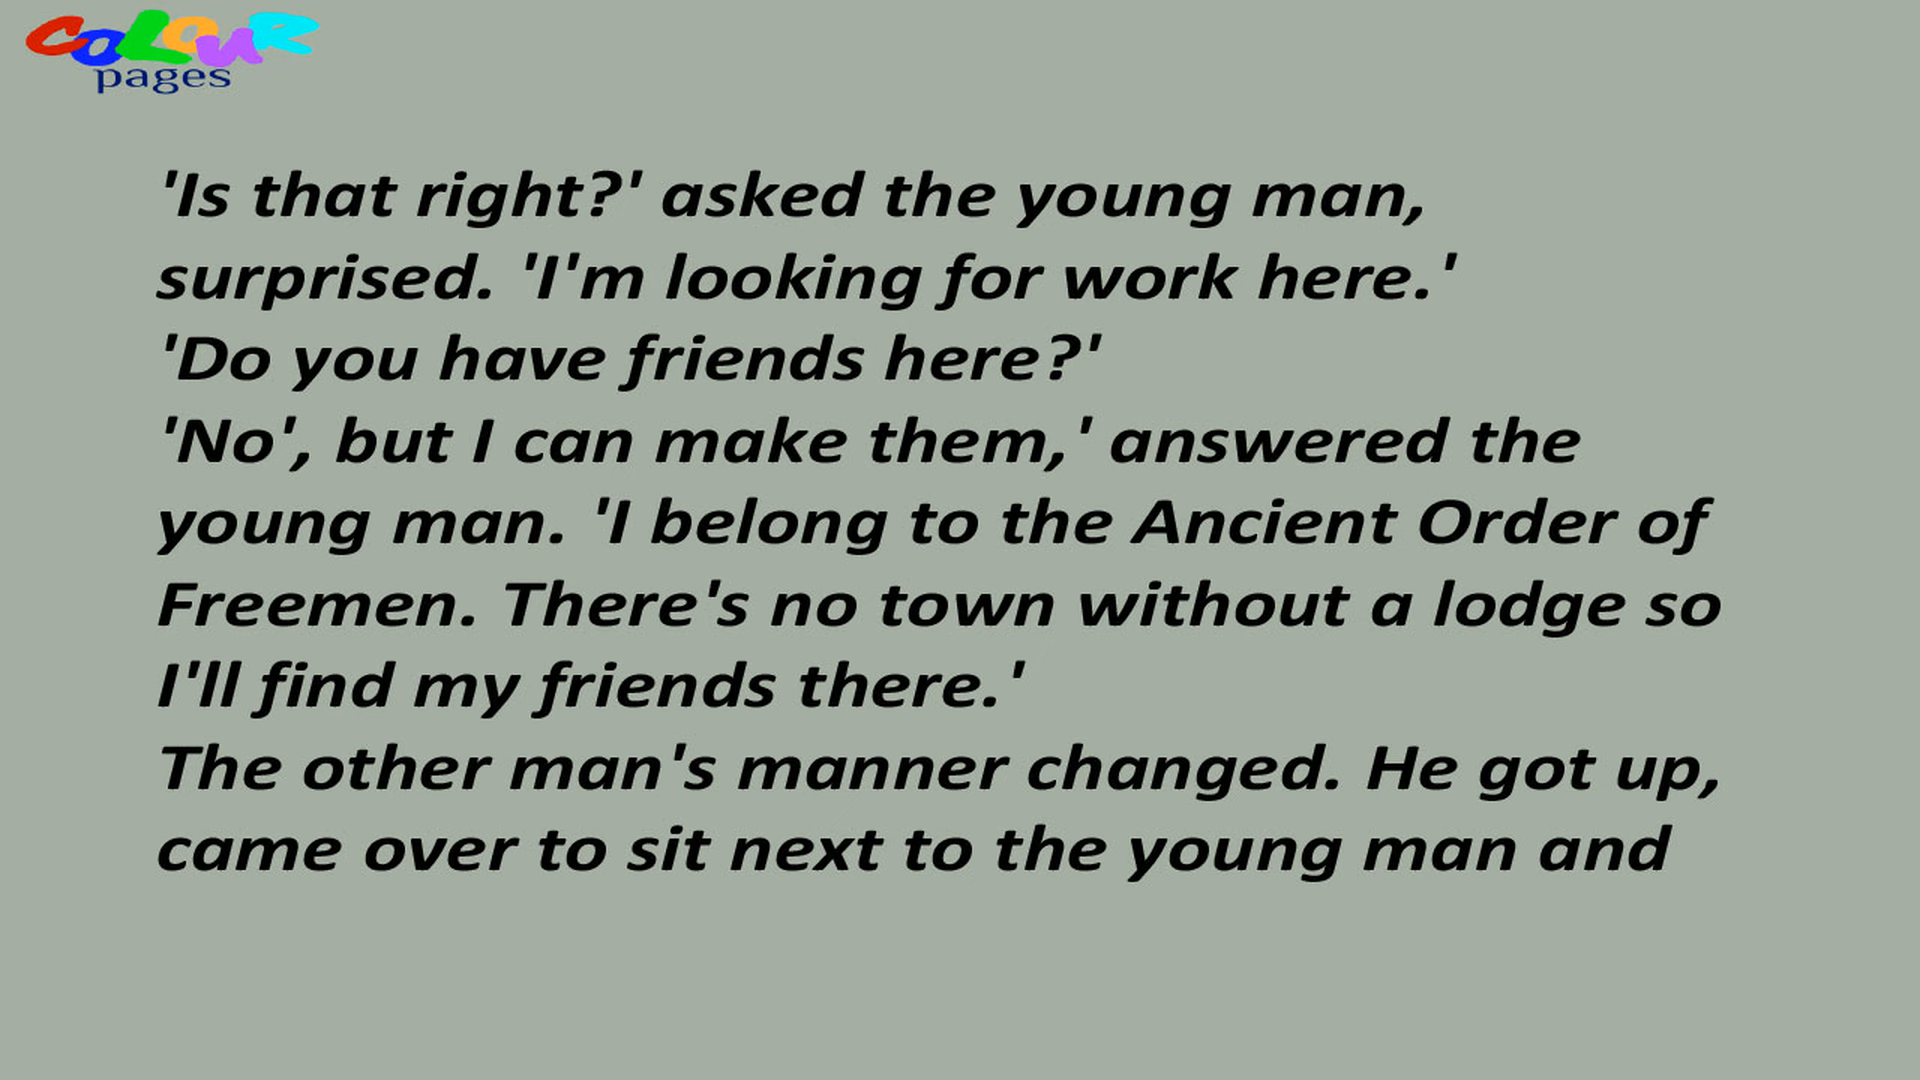 COLOUR
pages
'Is that right?' asked the young man,
surprised. 'I'm looking for work here.'
'Do you have friends here?'
'No', but I can make them,' answered the
young man. 'I belong to the Ancient Order of
Freemen. There's no town without a lodge so
I'll find my friends there.'
The other man's manner changed. He got up,
came over to sit next to the young man and